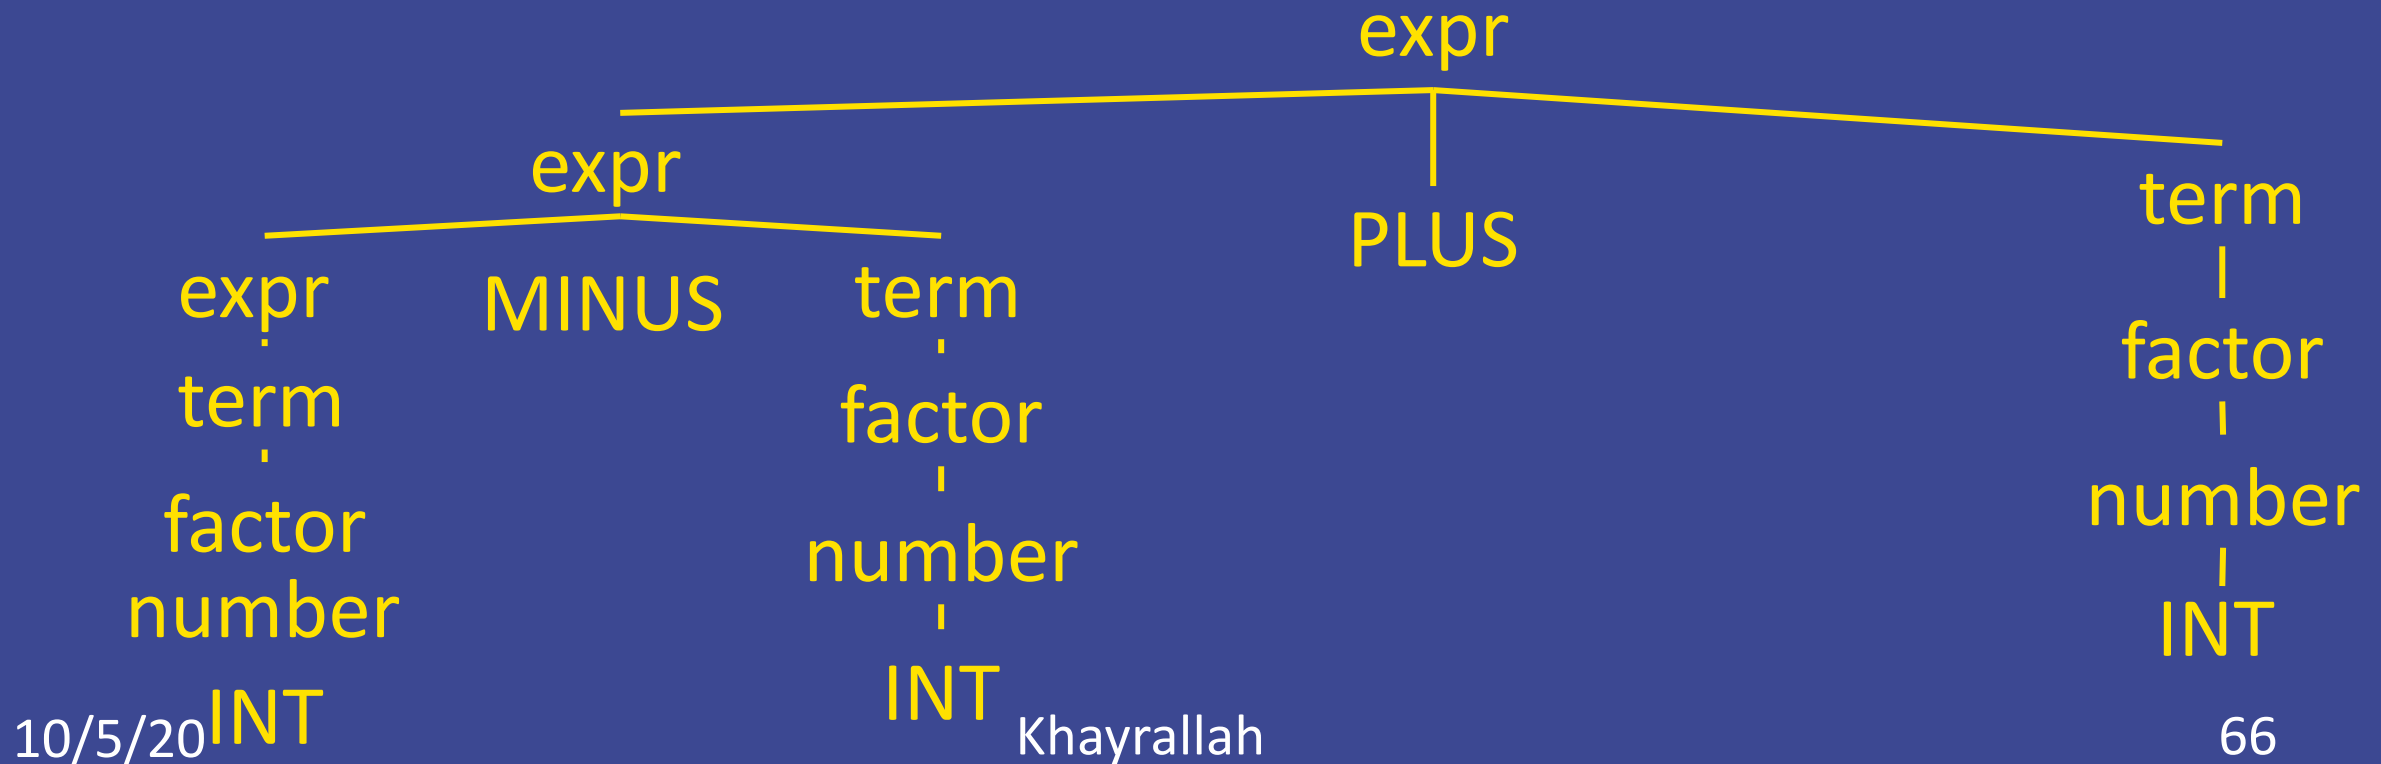 expr
expr
PLUS
term
expr MINUS term
factor
term
factor
number
factor
number
INT
number
INT
INT
10/5/20 Khayrallah 66